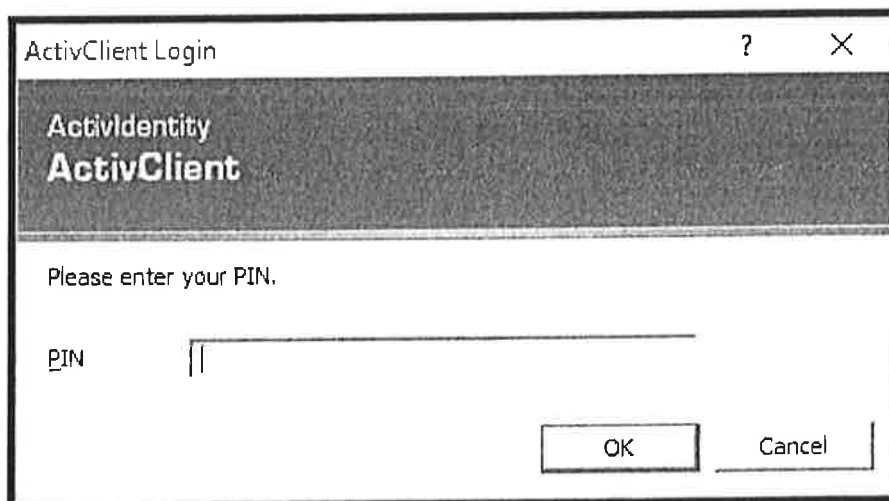 ActivClient Login ? X
ActivIdentity
ActivClient
Please enter your PIN.
PIN
OK Cancel